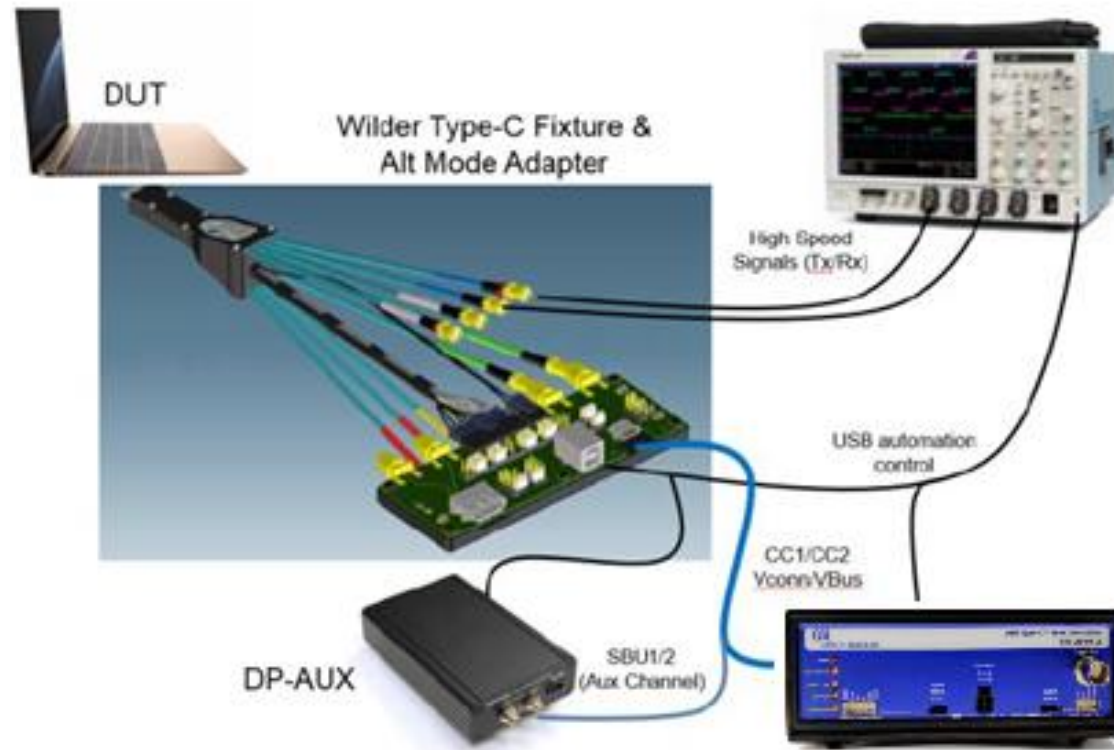 DUT
Wilder Type-C Fixture &
Alt Mode Adapter
High Speed
Signals (Tx/Rx)
USB automation
control
CC1/CC2
Vconn/VBus
SBU1/2
(Aux Channel)
DP-AUX